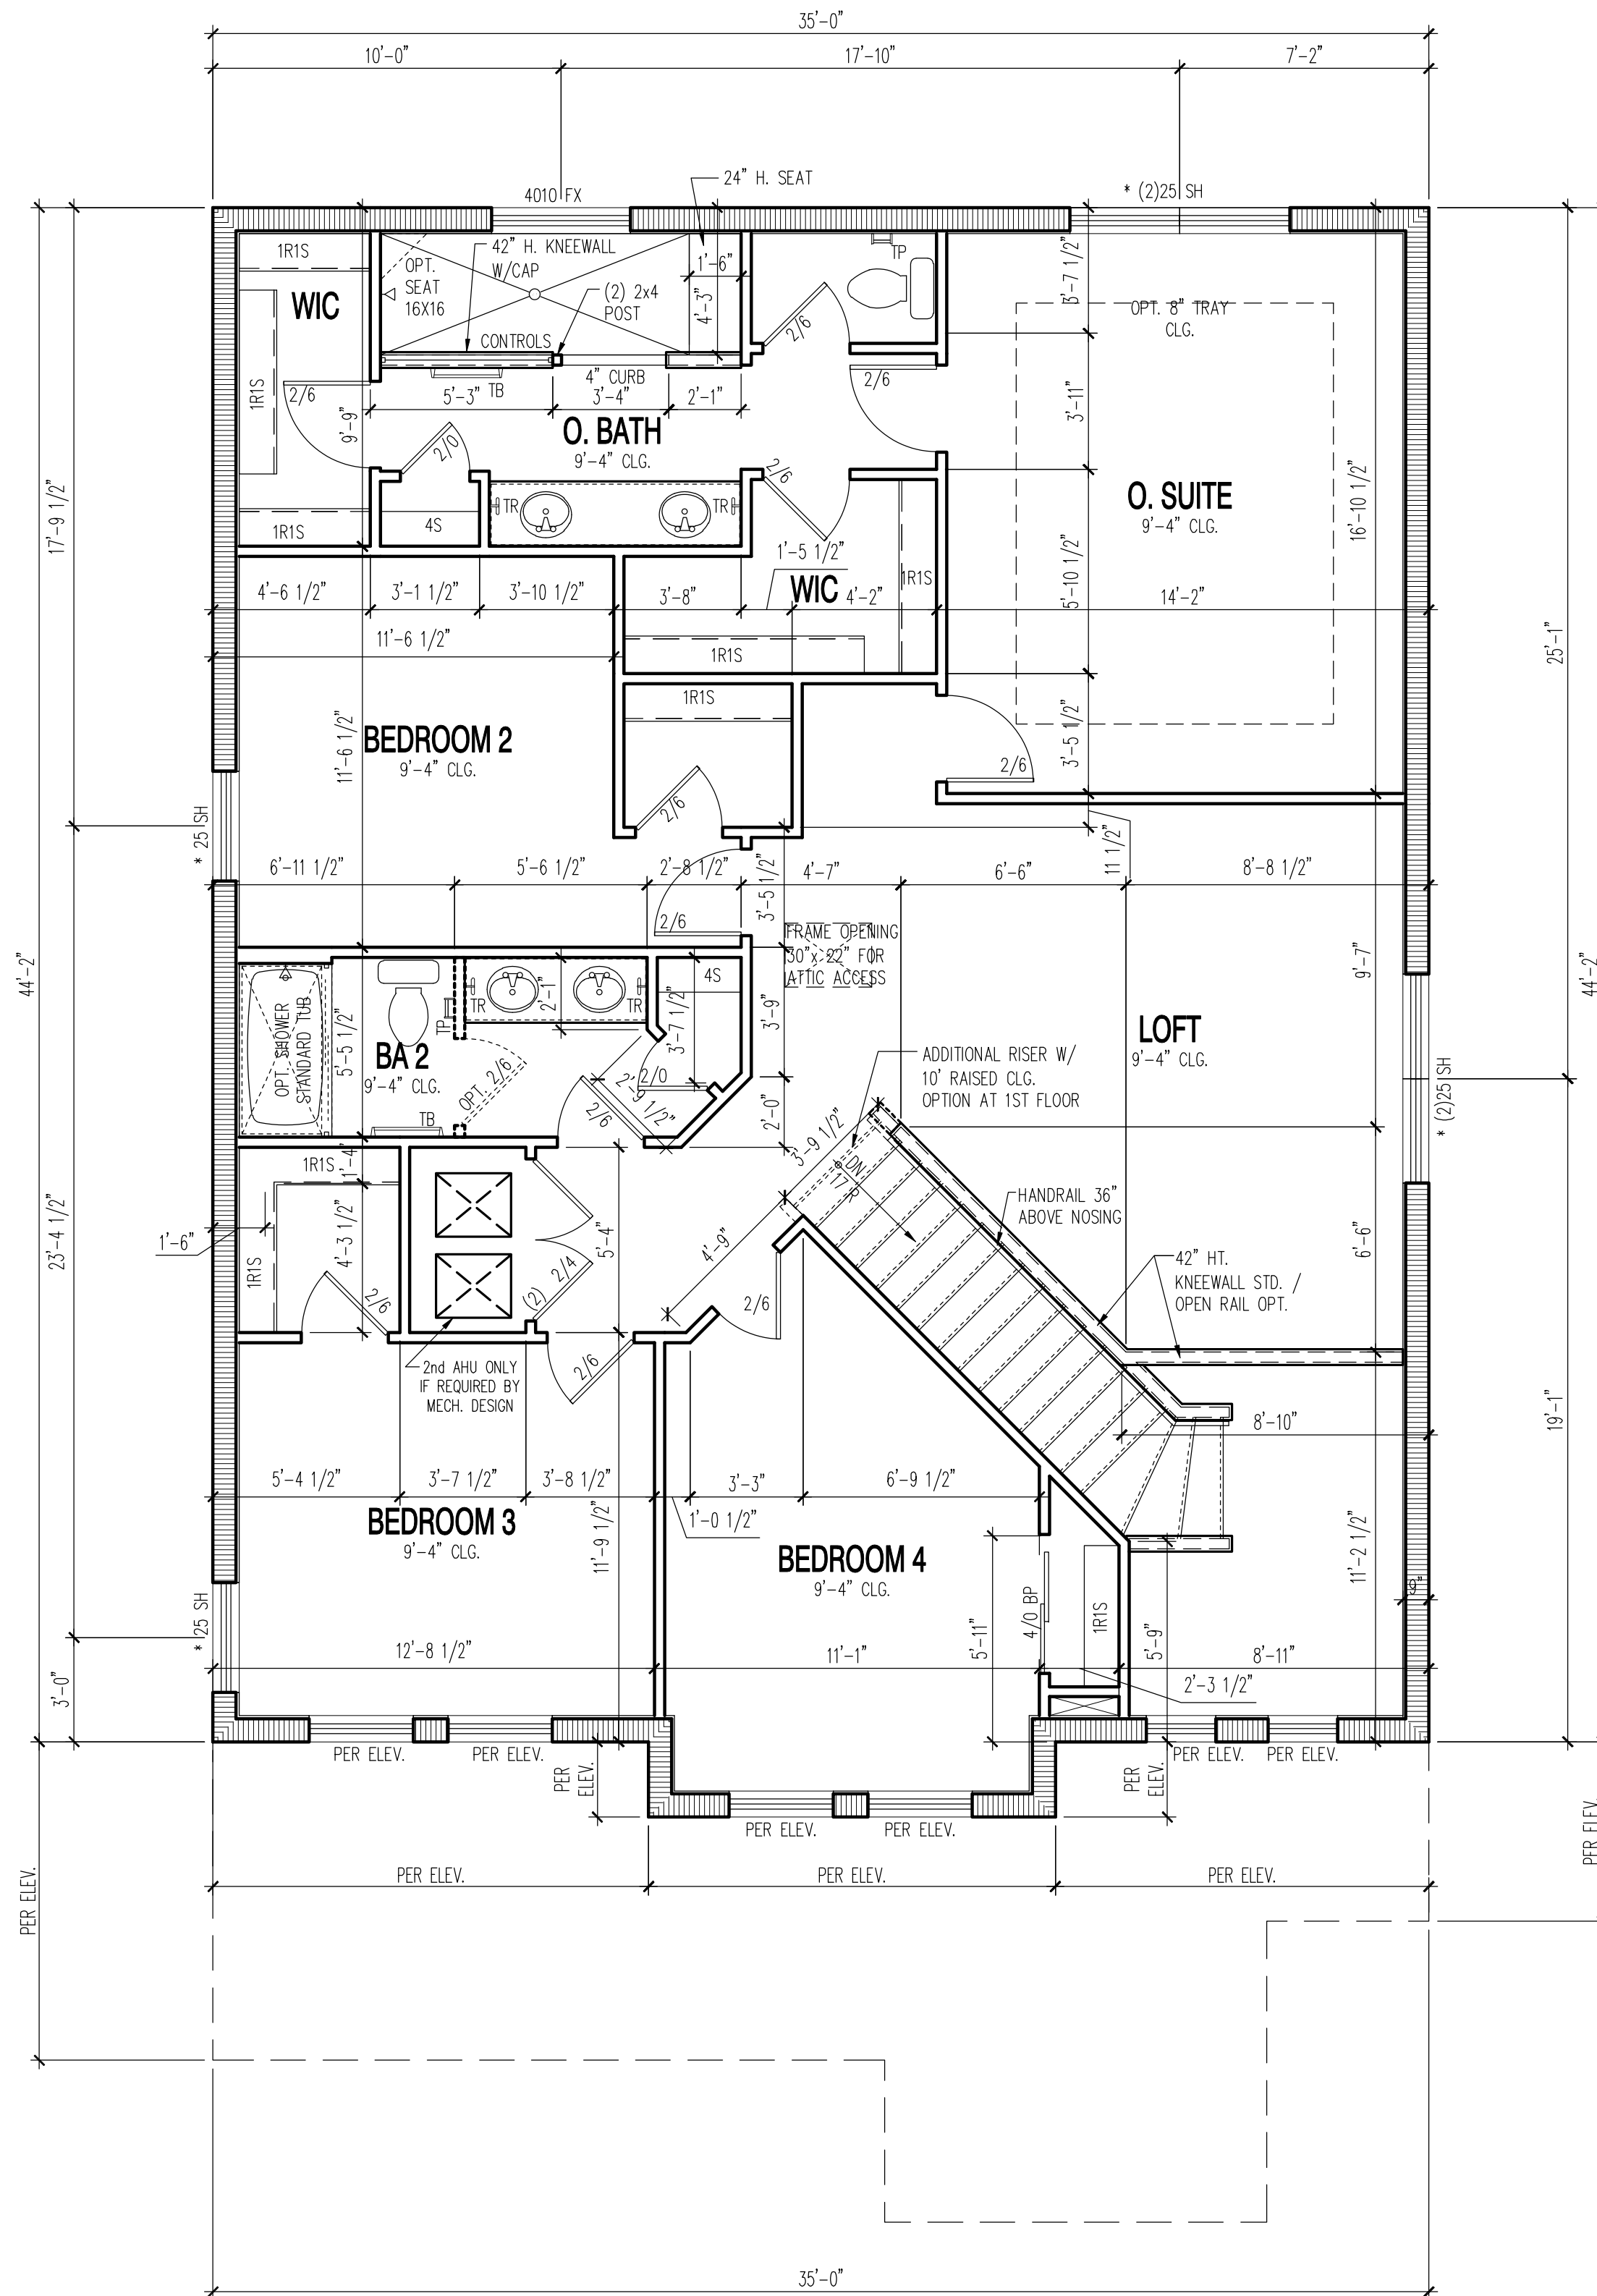 35'-0"
10'-0"
17'-10"
7'-2"
4010 FX
24" H. SEAT
* (2)25 SH
1R1S
OPT.
SEAT
16X16
42" H. KNEEWALL
W/CAP
1'-6"
TP
3'-7 1/2"
WIC
(2) 2x4
POST
4'-3"
2/6
OPT. 8" TRAY
CLG.
CONTROLS
1R1S
2/6
TB
4" CURB
2/6
5'-3"
3'-4"
2'-1"
3'-11"
9'-9"
2/0
O. BATH
9'-4" CLG.
2/6
17'-9 1/2"
16'-10 1/2"
O. SUITE
9'-4" CLG.
TR
TR
4S
1R1S
1'-5 1/2"
5'-10 1/2"
4'-6 1/2"
3'-1 1/2"
3'-10 1/2"
3'-8"
WIC
4'-2"
1R1S
14'-2"
11'-6 1/2"
1R1S
25'-1"
1R1S
11'-6 1/2"
BEDROOM 2
9'-4" CLG.
3'-5 1/2"
2/6
2/6
* 25 SH
11 1/2"
6'-11 1/2"
5'-6 1/2"
2'-8 1/2"
3'-5 1/2"
4'-7"
6'-6"
8'-8 1/2"
2/6
FRAME OPENING
30"x 22" FOR
ATTIC ACCESS
9'-7"
44'-2"
44'-2"
4S
TR
TR
2'-1"
3'-7 1/2"
3'-9"
TP
OPT. SHOWER
STANDARD TUB
5'-5 1/2"
BA 2
9'-4" CLG.
OPT. 2/6
2/0
2/6
2'-9 1/2"
2'-0"
LOFT
9'-4" CLG.
ADDITIONAL RISER W/
10' RAISED CLG.
OPTION AT 1ST FLOOR
* (2)25 SH
TB
3'-9 1/2"
DN
17 R
1R1S
1'-4"
HANDRAIL 36"
ABOVE NOSING
23'-4 1/2"
1'-6"
4'-3 1/2"
5'-4"
4'-9"
6'-6"
1R1S
2/6
(2) 2/4
2/6
42" HT.
KNEEWALL STD. /
OPEN RAIL OPT.
2nd AHU ONLY
IF REQUIRED BY
MECH. DESIGN
2/6
19'-1"
8'-10"
5'-4 1/2"
3'-7 1/2"
3'-8 1/2"
3'-3"
6'-9 1/2"
1'-0 1/2"
BEDROOM 3
9'-4" CLG.
11'-9 1/2"
BEDROOM 4
9'-4" CLG.
11'-2 1/2"
9"
* 25 SH
4/0 BP
1R1S
5'-11"
5'-9"
12'-8 1/2"
11'-1"
8'-11"
2'-3 1/2"
3'-0"
PER ELEV.
PER ELEV.
PER
ELEV.
PER
ELEV.
PER ELEV.
PER ELEV.
PER ELEV.
PER ELEV.
PER ELEV.
PER ELEV.
PER ELEV.
PER ELEV.
PER ELEV.
35'-0"